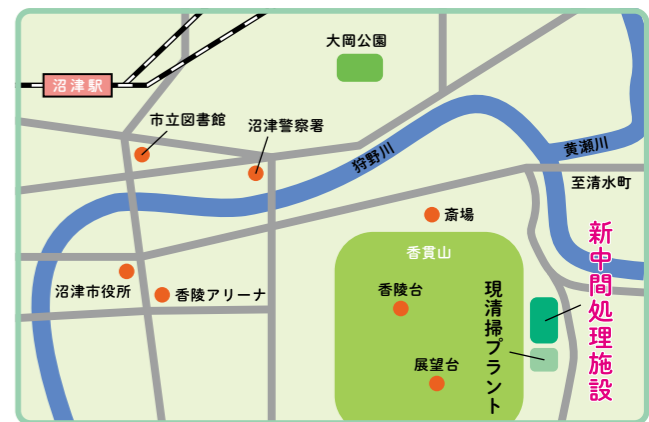 大岡公園
沼津駅
市立図書館
沼津警察署
狩野川
黄瀬川
至清水町
斎場
新中間処理施設
香貫山
沼津市役所
香陵アリーナ
香陵台
現清掃プラント
展望台